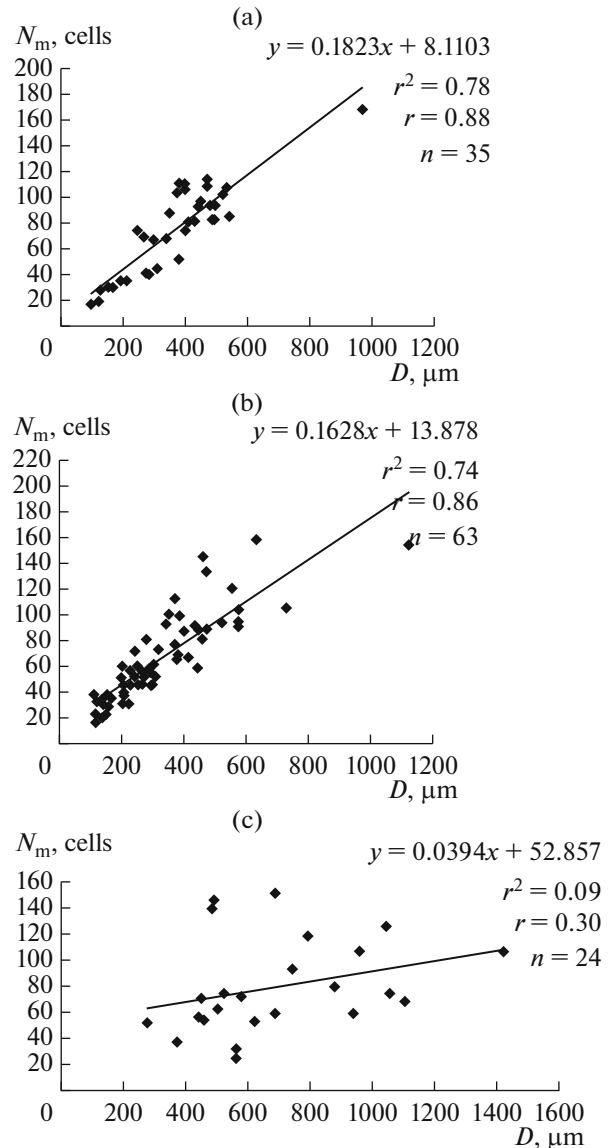 (a)
N_m, cells
y = 0.1823x + 8.1103
r² = 0.78
r = 0.88
n = 35
200
180
160
140
120
100
80
60
40
20
0 200 400 600 800 1000 1200
D, μm
(b)
N_m, cells
y = 0.1628x + 13.878
r² = 0.74
r = 0.86
n = 63
220
200
180
160
140
120
100
80
60
40
20
0 200 400 600 800 1000 1200
D, μm
(c)
N_m, cells
y = 0.0394x + 52.857
r² = 0.09
r = 0.30
n = 24
160
140
120
100
80
60
40
20
0 200 400 600 800 1000 1200 1400 1600
D, μm